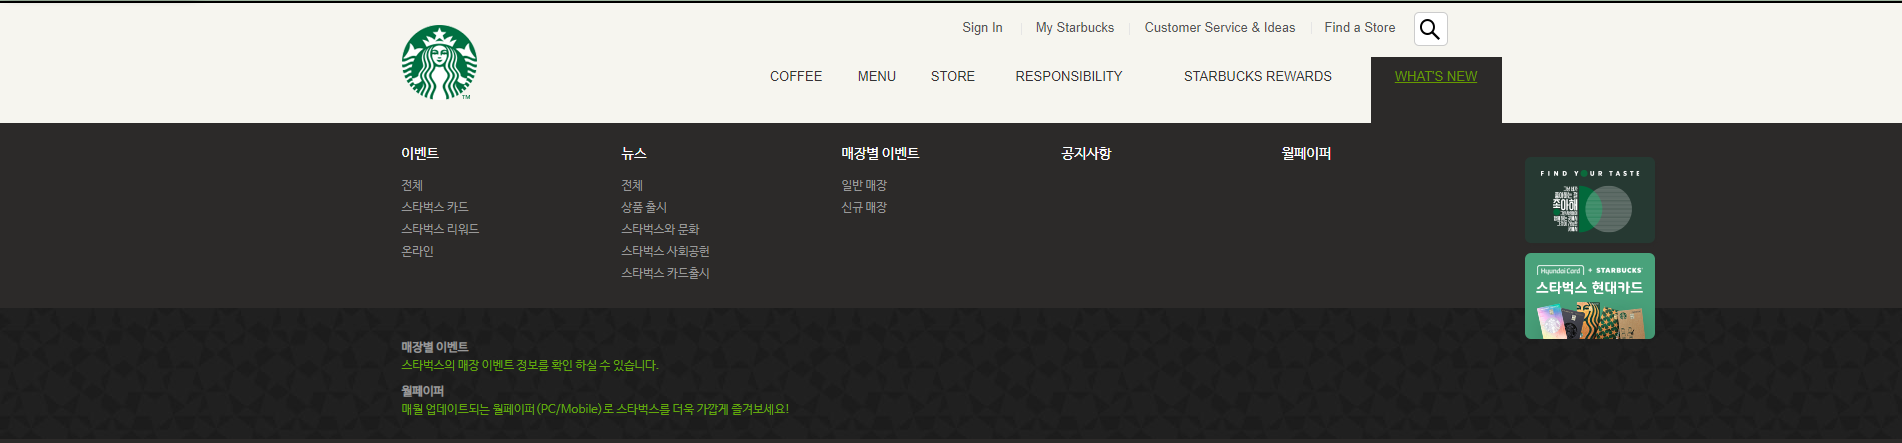 Sign In
My Starbucks
Customer Service & Ideas
Find a Store
TM
COFFEE
MENU
STORE
RESPONSIBILITY
STARBUCKS REWARDS
WHAT'S NEW
이벤트
전체
스타벅스 카드
스타벅스 리워드
온라인
뉴스
전체
상품 출시
스타벅스와 문화
스타벅스 사회공헌
스타벅스 카드출시
매장별 이벤트
일반 매장
신규 매장
공지사항
월페이퍼
FIND YOUR TASTE
조아해
Hyundai Card + STARBUCKS
스타벅스 현대카드
매장별 이벤트
스타벅스의 매장 이벤트 정보를 확인 하실 수 있습니다.
월페이퍼
매월 업데이트되는 월페이퍼(PC/Mobile)로 스타벅스를 더욱 가깝게 즐겨보세요!